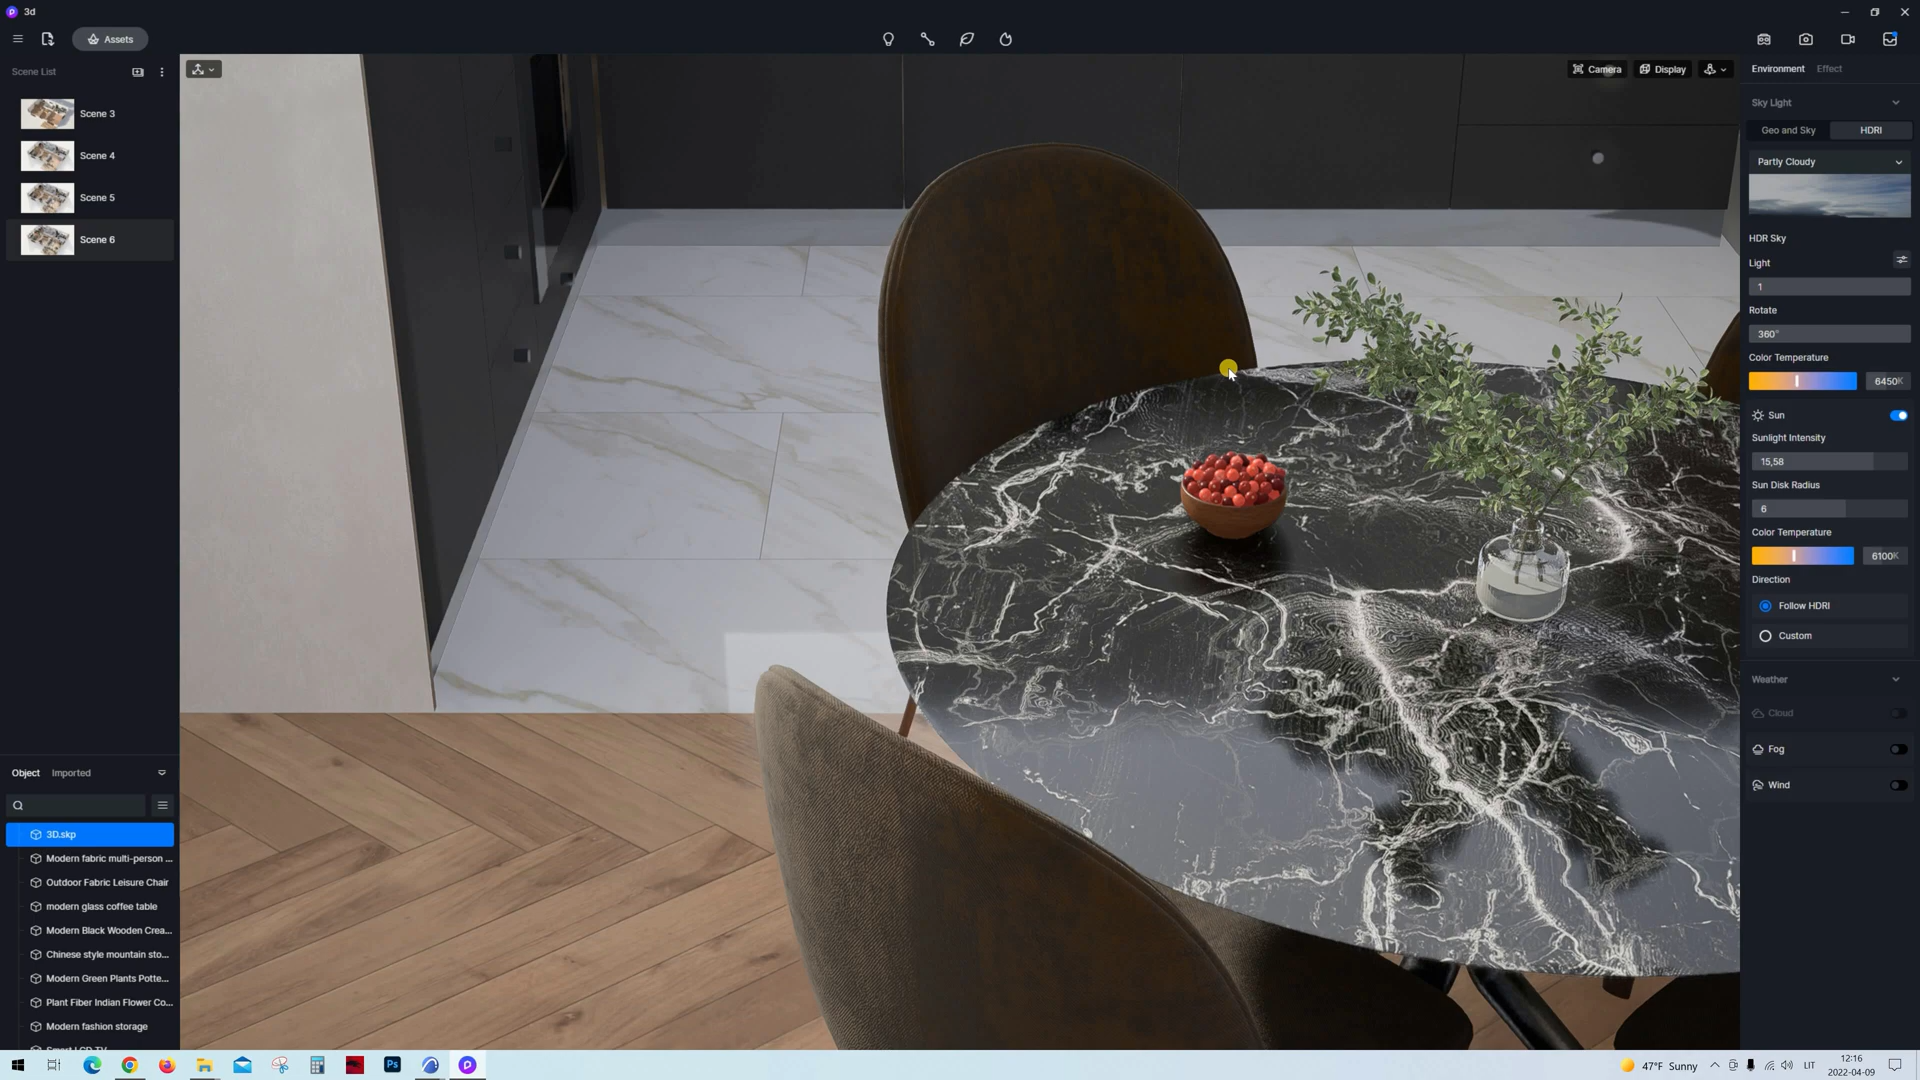 3d
Assets
Scene List
Camera
Display
Environment
Effect
Scene 3
Scene 4
Scene 5
Scene 6
Sky Light
Geo and Sky
HDRI
Partly Cloudy
HDR Sky
Light
1
Rotate
360°
Color Temperature
6450K
Sun
Sunlight Intensity
15,58
Sun Disk Radius
6
Color Temperature
6100K
Direction
Follow HDRI
Custom
Weather
Cloud
Fog
Wind
Object
Imported
3D.skp
Modern fabric multi-person ...
Outdoor Fabric Leisure Chair
modern glass coffee table
Modern Black Wooden Crea...
Chinese style mountain sto...
Modern Green Plants Potte...
Plant Fiber Indian Flower Co...
Modern fashion storage
Smart LCD TV
Ps
47°F Sunny
LIT
12:16
2022-04-09